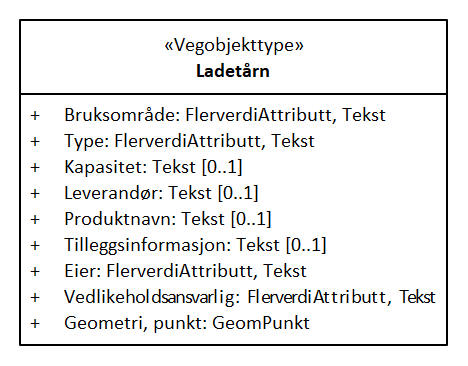 «Vegobjekttype»
Ladetårn
+ Bruksområde: FlerverdiAttributt, Tekst
+ Type: FlerverdiAttributt, Tekst
+ Kapasitet: Tekst [0..1]
+ Leverandør: Tekst [0..1]
+ Produktnavn: Tekst [0..1]
+ Tilleggsinformasjon: Tekst [0..1]
+ Eier: FlerverdiAttributt, Tekst
+ Vedlikeholdsansvarlig: FlerverdiAttributt, Tekst
+ Geometri, punkt: GeomPunkt